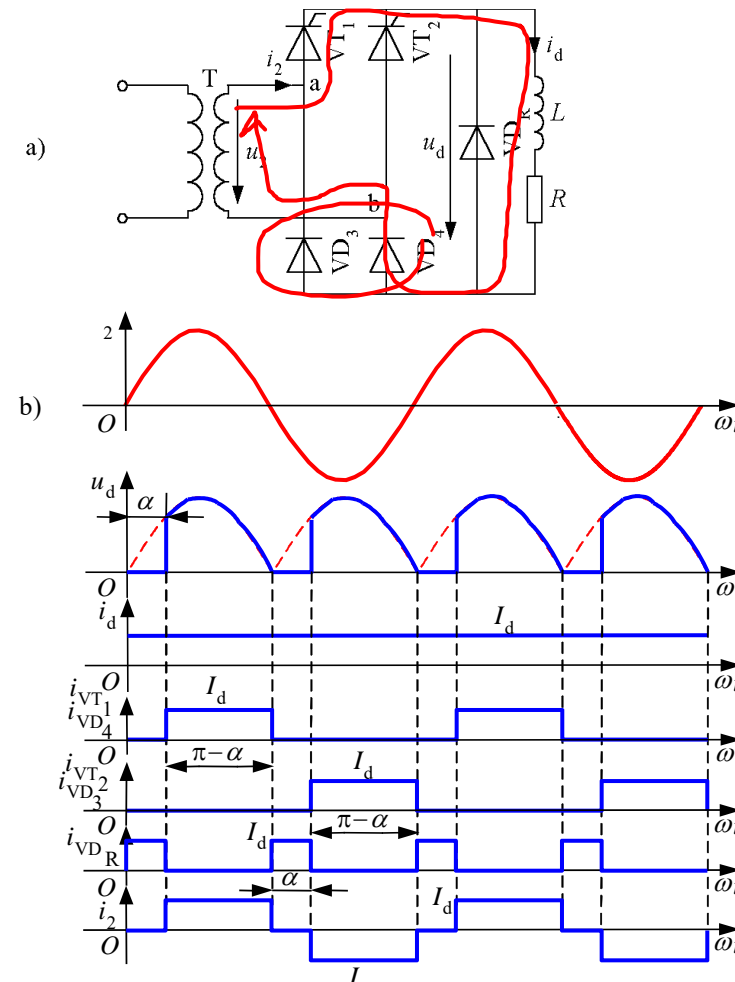 a)
T
i2
a
VT1
VT2
id
u2
ud
VDR
L
R
b
VD3
VD4
b)
2
O
ud
α
O
ω
id
Id
O
iVT1
iVD4
Id
O
π−α
iVT2
iVD3
Id
O
π−α
iVDR
Id
O
α
i2
Id
O
I